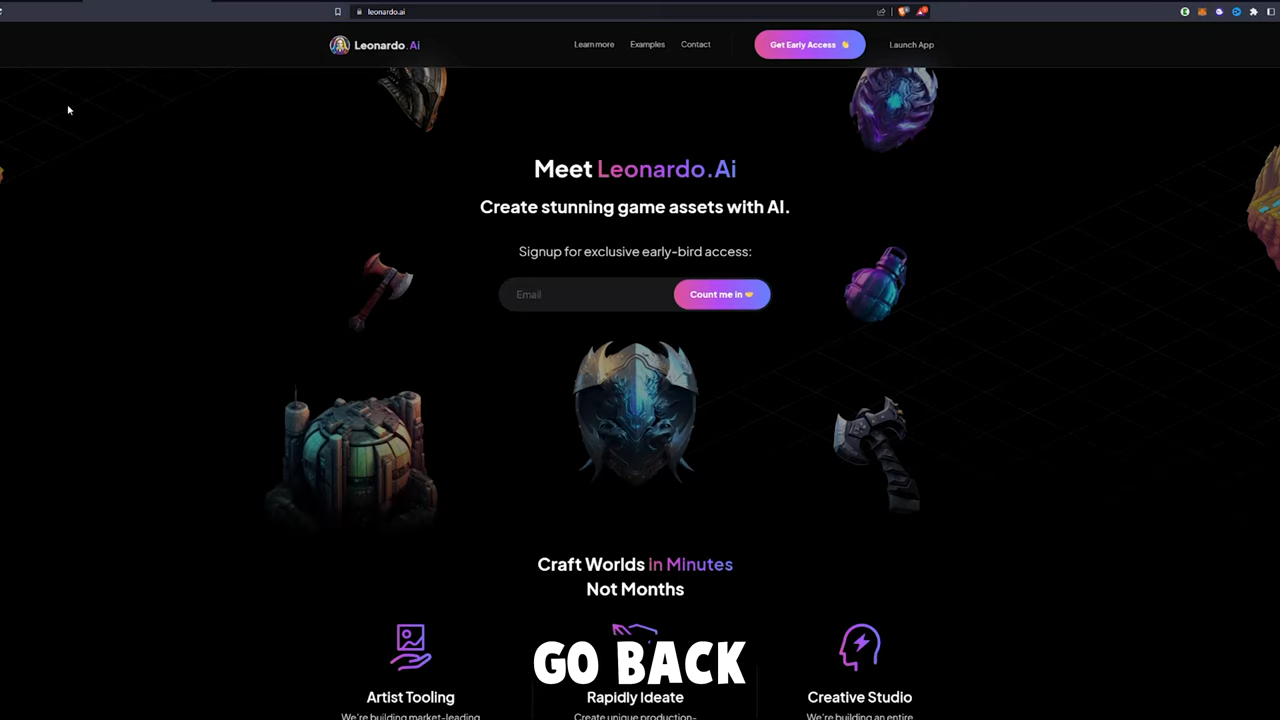 leonardo.ai
Leonardo.Ai
Learn more
Examples
Contact
Get Early Access 👋
Launch App
Meet Leonardo.Ai
Create stunning game assets with AI.
Signup for exclusive early-bird access:
Email
Count me in 🤝
Craft Worlds in Minutes
Not Months
GO BACK
Artist Tooling
Rapidly Ideate
Creative Studio
We're building market-leading
Create unique production-
We're building an entire